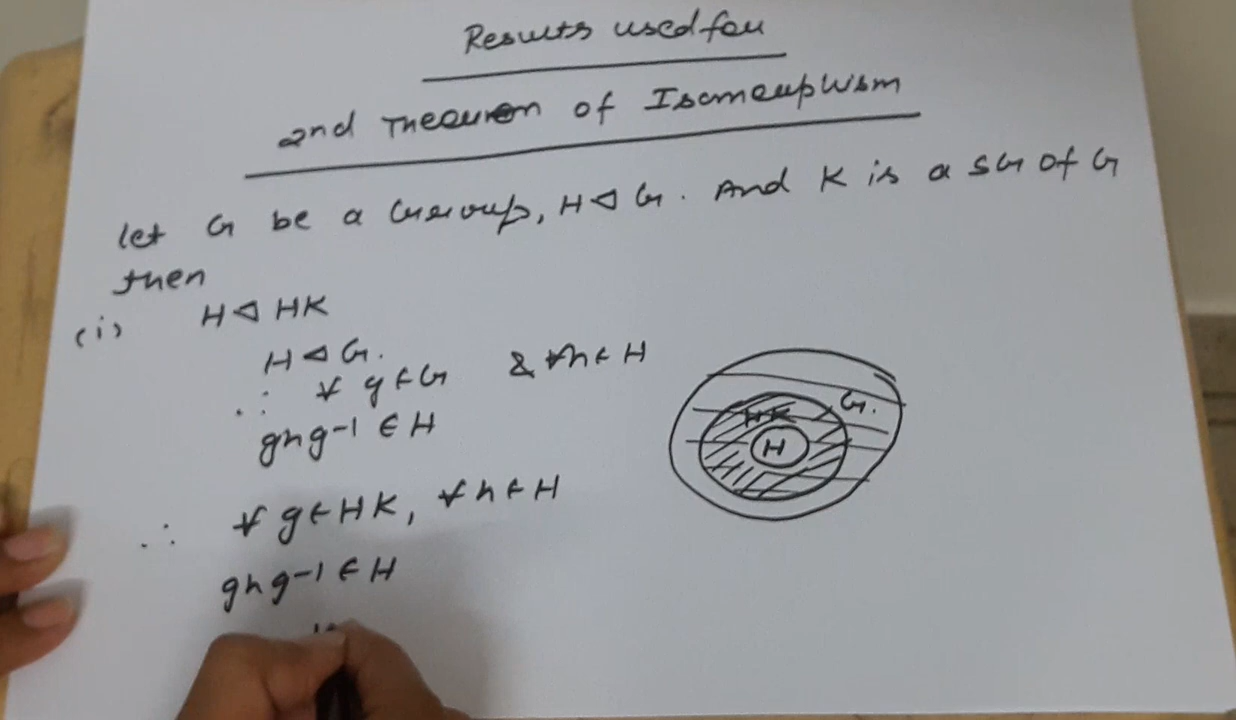 Results used for
2nd Theorem of Isomorphism
let G be a Group, H ⊲ G. And K is a SG of G
then
(i) H ⊲ HK
H ⊲ G.
∴ ∀ g ∈ G & ∀h ∈ H
ghg-1 ∈ H
∴ ∀ g ∈ HK, ∀ h ∈ H
ghg-1 ∈ H
G.
HK
H